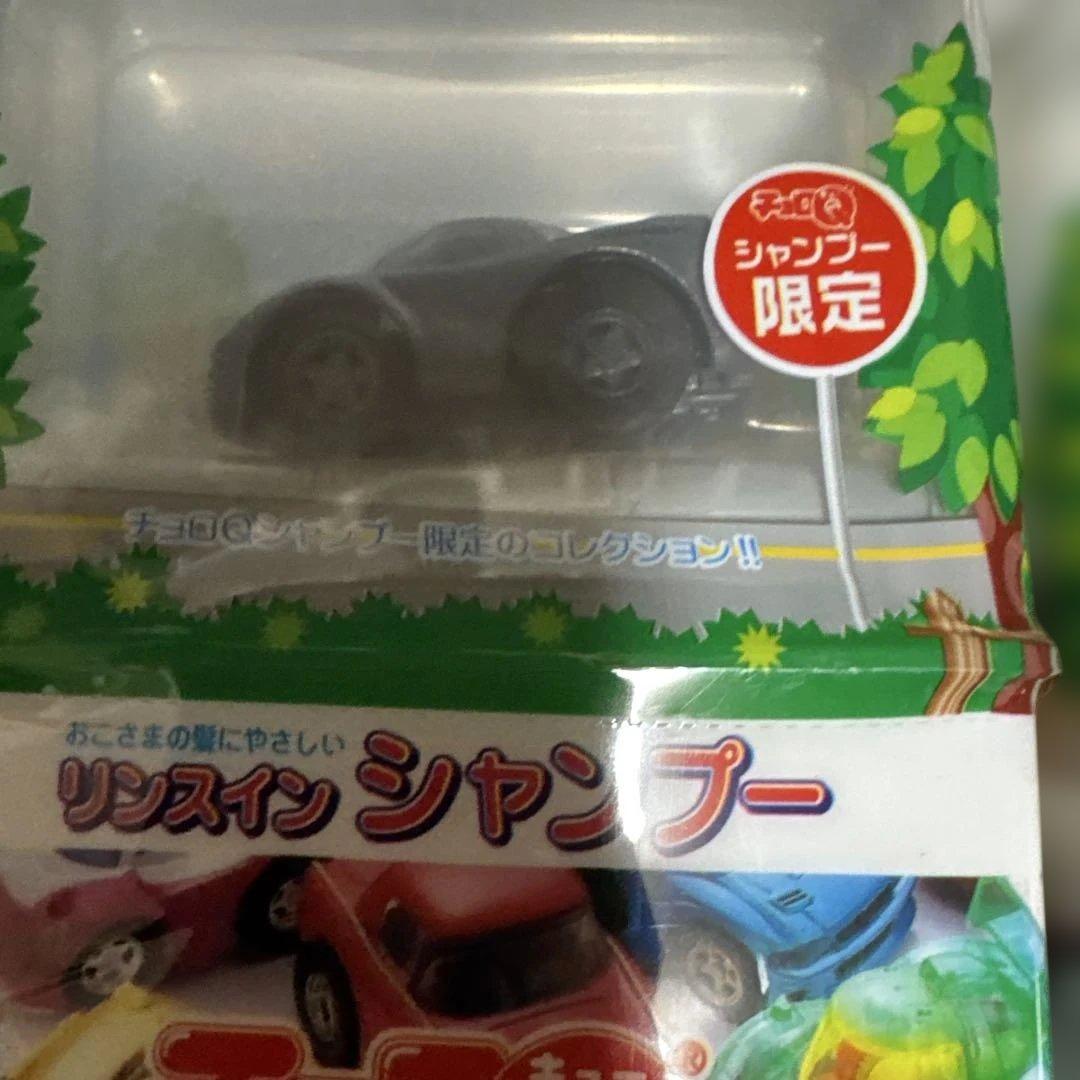 チョロQ
シャンプー
限定
チョロQシャンプー限定のコレクション!!
おこさまの髪にやさしい
リンスイン シャンプー